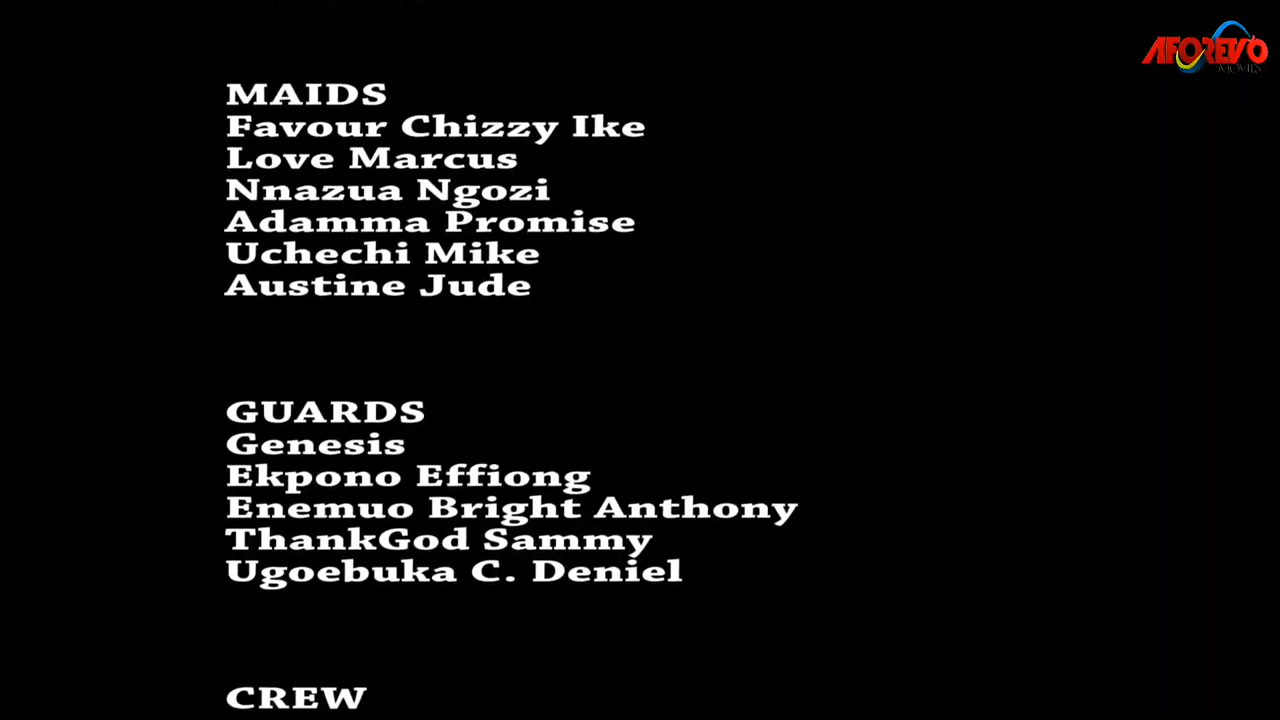 AFOREVO
MOVIES
MAIDS
Favour Chizzy Ike
Love Marcus
Nnazua Ngozi
Adamma Promise
Uchechi Mike
Austine Jude
GUARDS
Genesis
Ekpono Effiong
Enemuo Bright Anthony
ThankGod Sammy
Ugoebuka C. Deniel
CREW